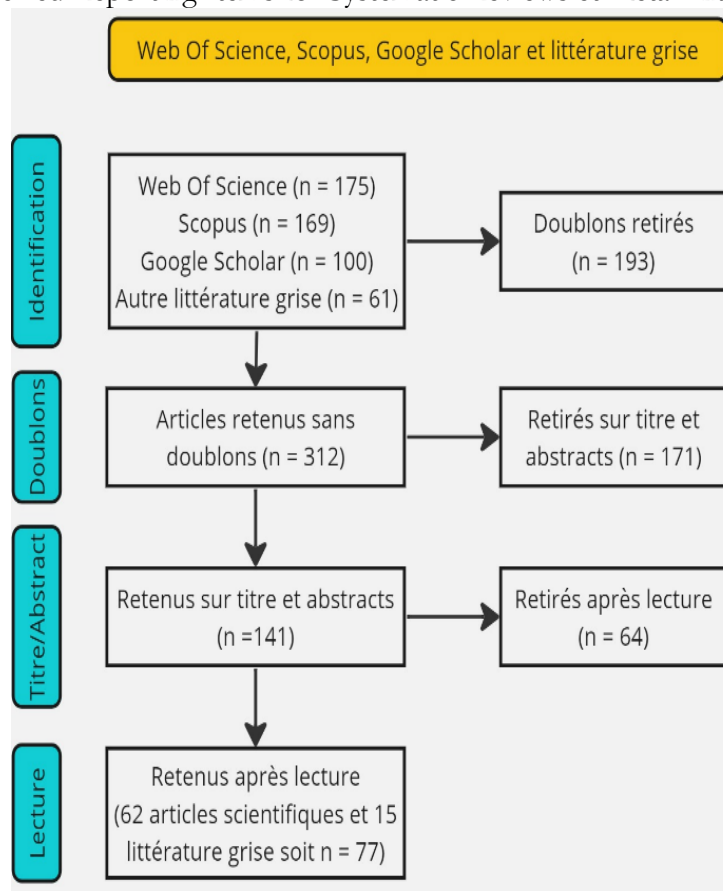 Web Of Science, Scopus, Google Scholar et littérature grise
Identification
Web Of Science (n = 175)
Scopus (n = 169)
Google Scholar (n = 100)
Autre littérature grise (n = 61)
Doublons retirés
(n = 193)
Doublons
Articles retenus sans
doublons (n = 312)
Retirés sur titre et
abstracts (n = 171)
Titre/Abstract
Retenus sur titre et abstracts
(n =141)
Retirés après lecture
(n = 64)
Lecture
Retenus après lecture
(62 articles scientifiques et 15
littérature grise soit n = 77)